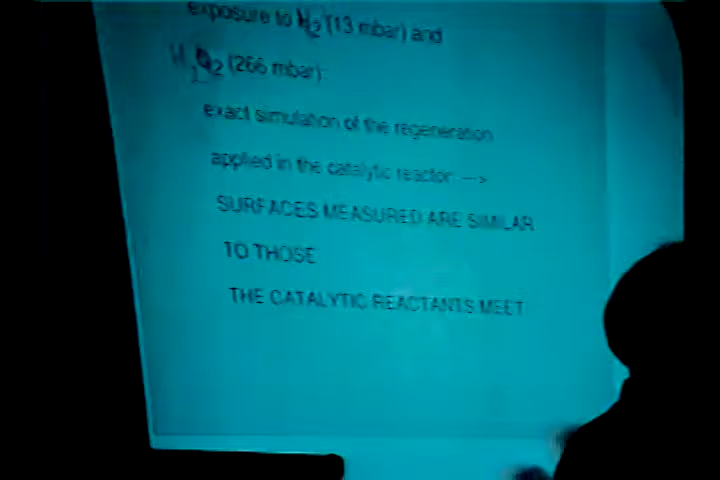 exposure to H2 (13 mbar) and
H2O2 (266 mbar):
exact simulation of the regeneration
applied in the catalytic reactor --->
SURFACES MEASURED ARE SIMILAR
TO THOSE
THE CATALYTIC REACTANTS MEET